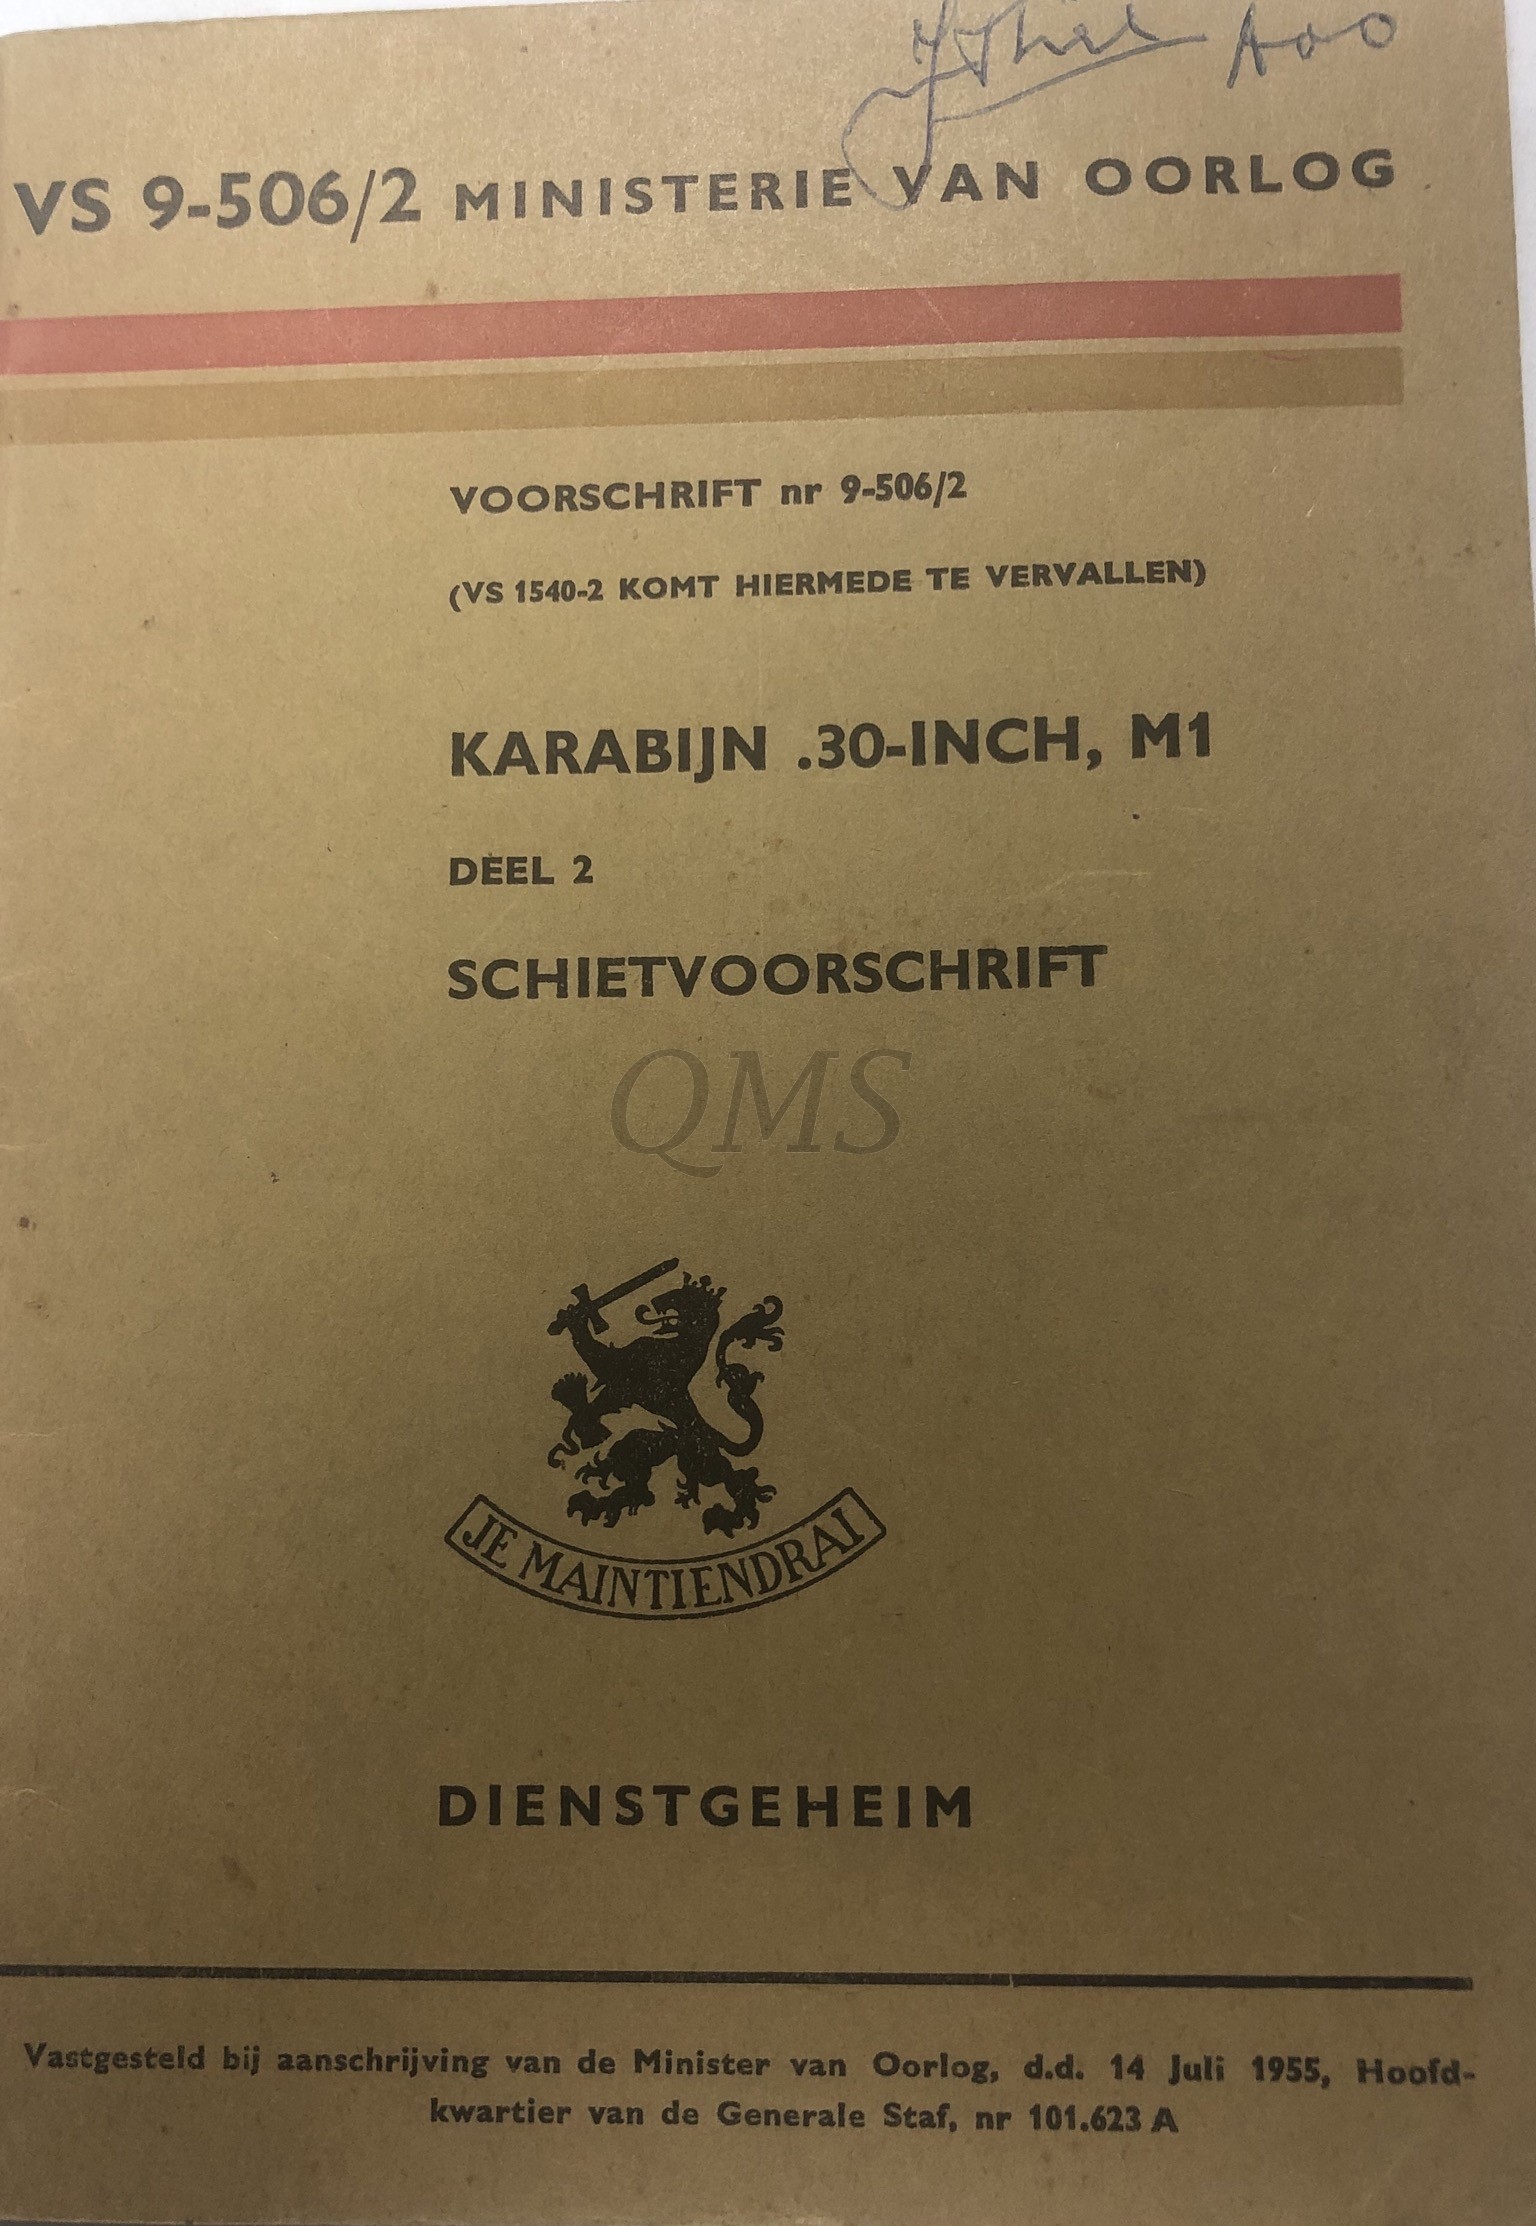 VS 9-506/2 MINISTERIE VAN OORLOG
VOORSCHRIFT nr 9-506/2
(VS 1540-2 KOMT HIERMEDE TE VERVALLEN)
KARABIJN .30-INCH, M1
DEEL 2
SCHIETVOORSCHRIFT
QMS
JE MAINTIENDRAI
DIENSTGEHEIM
Vastgesteld bij aanschrijving van de Minister van Oorlog, d.d. 14 Juli 1955, Hoofd-
kwartier van de Generale Staf, nr 101.623 A